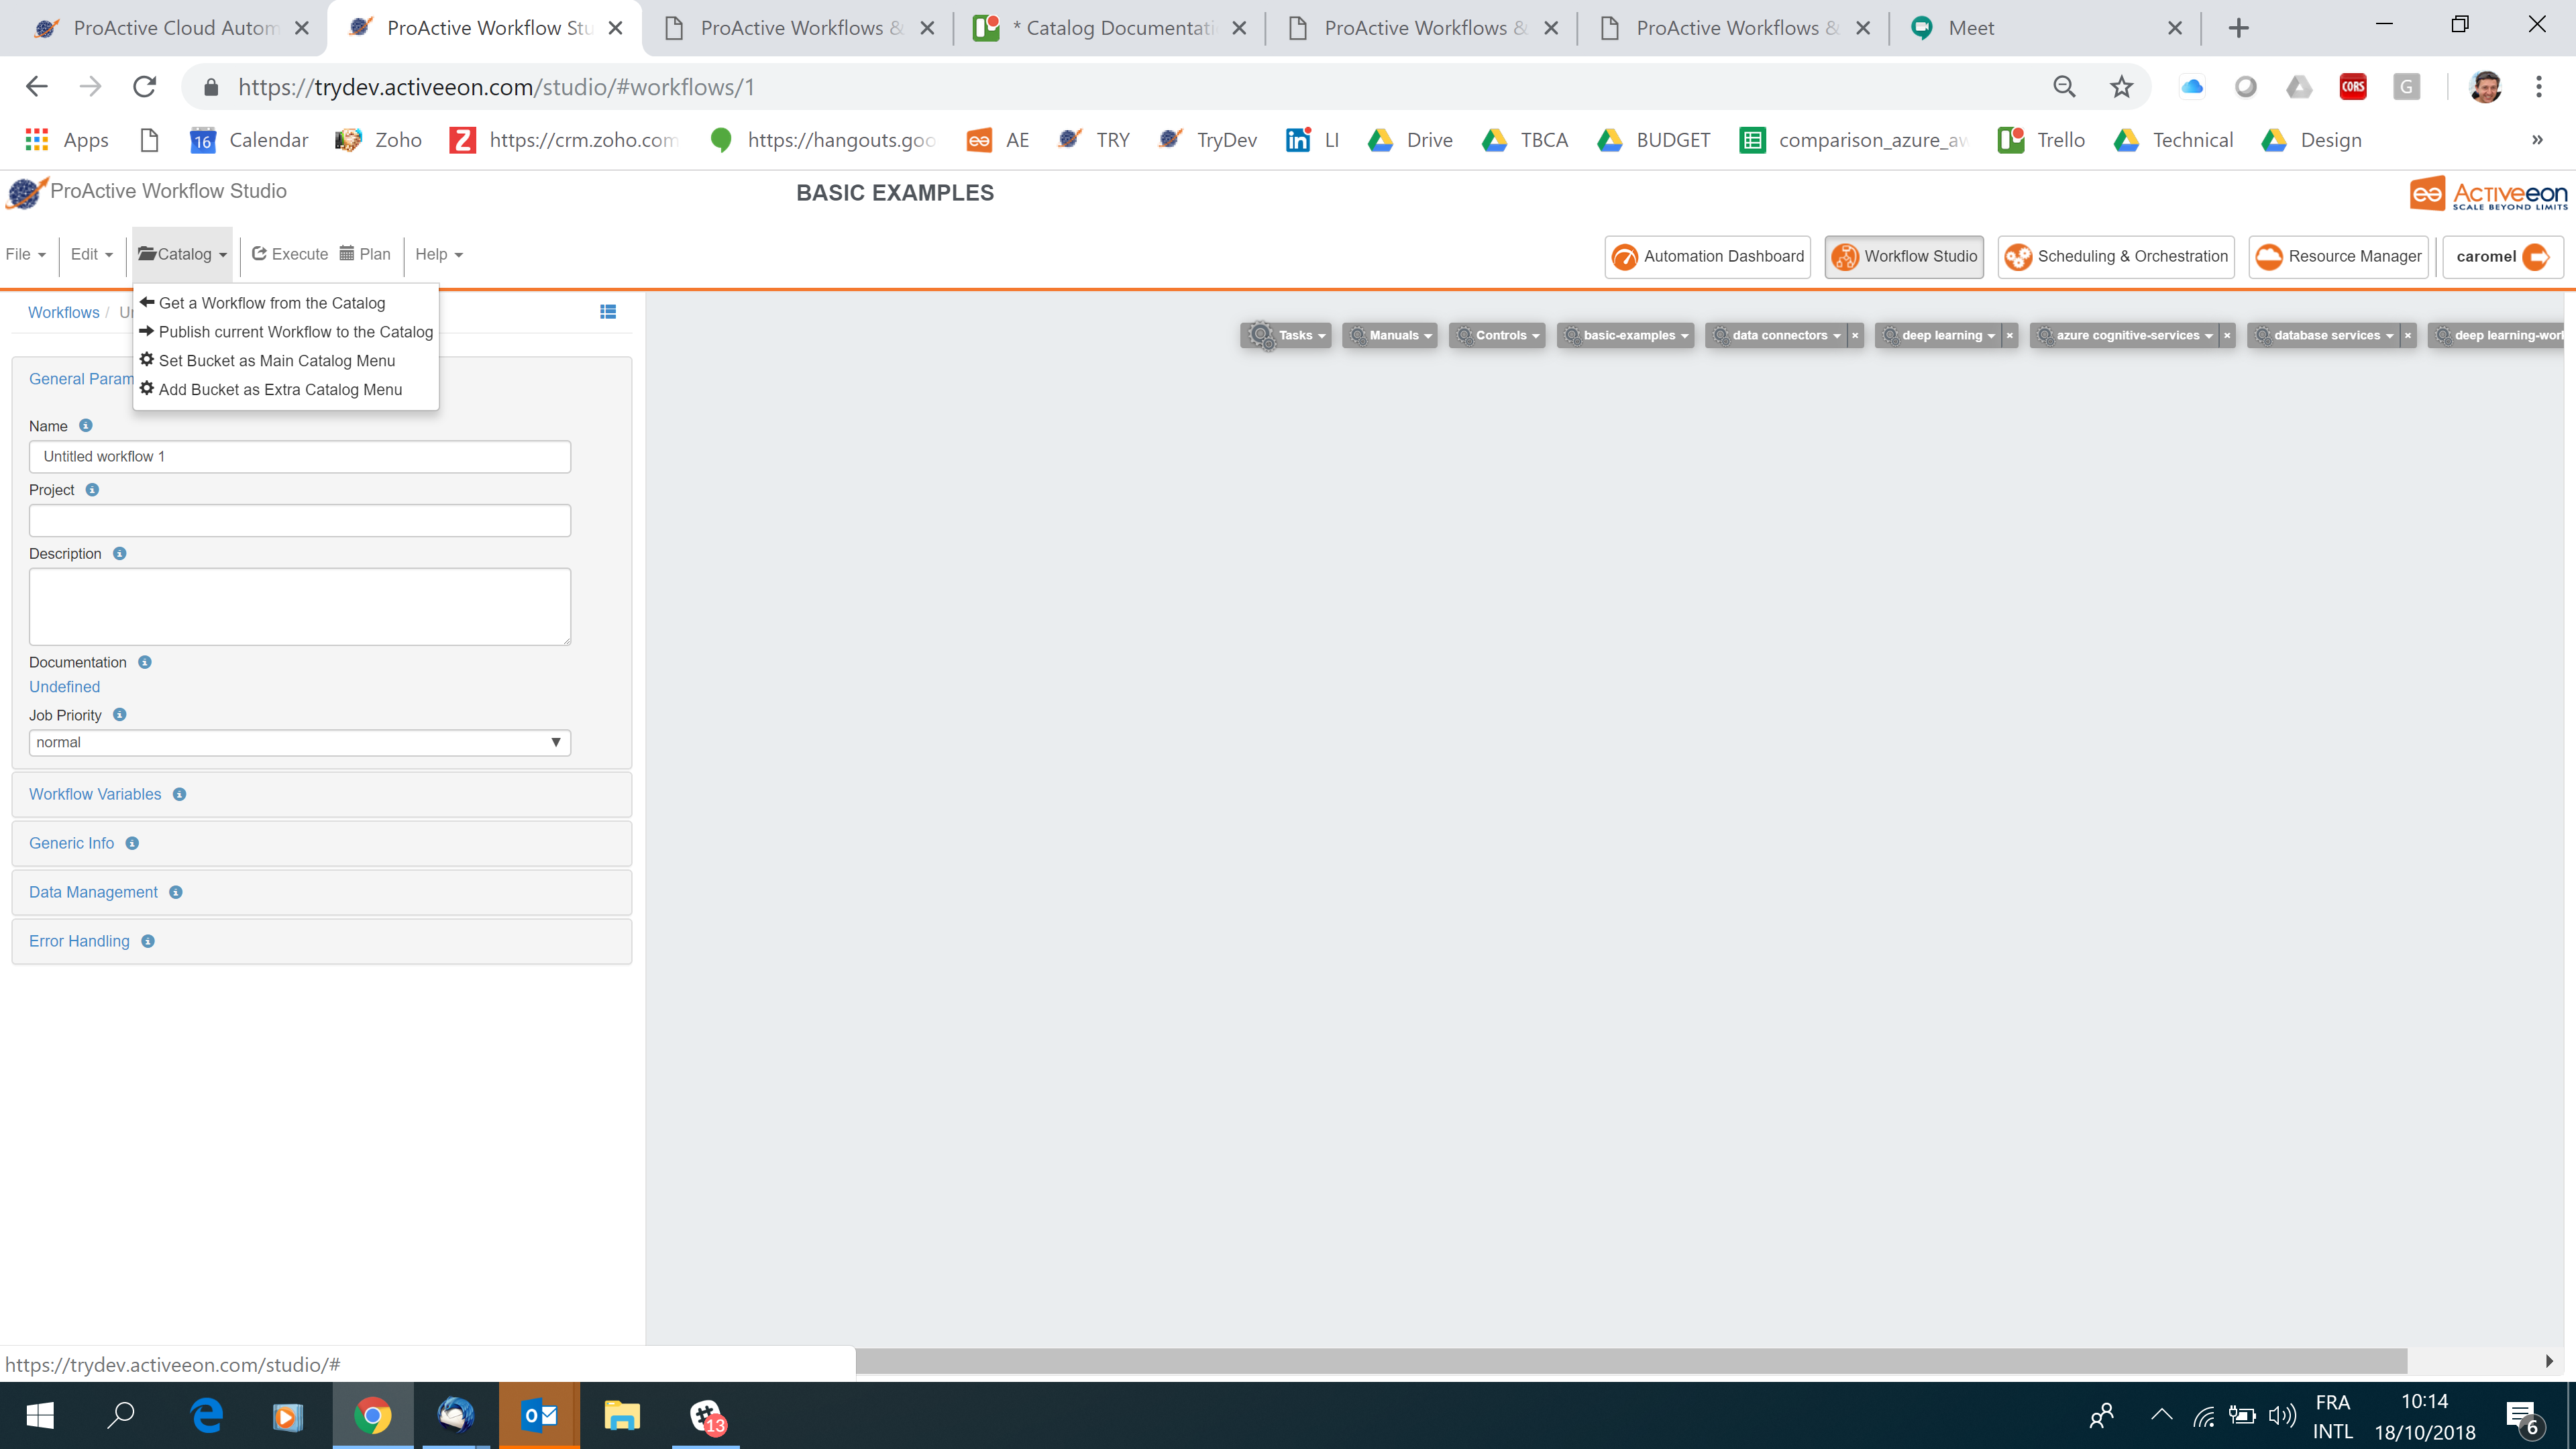 ProActive Cloud Autom
ProActive Workflow Stu
ProActive Workflows &
* Catalog Documentati
ProActive Workflows &
ProActive Workflows &
Meet
https://trydev.activeeon.com/studio/#workflows/1
CORS
G
Apps
16
Calendar
Zoho
Z
https://crm.zoho.com
https://hangouts.goo
AE
TRY
TryDev
in
LI
Drive
TBCA
BUDGET
comparison_azure_aw
Trello
Technical
Design
»
ProActive Workflow Studio
BASIC EXAMPLES
Activeeon
SCALE BEYOND LIMITS
File
Edit
Catalog
Execute
Plan
Help
Automation Dashboard
Workflow Studio
Scheduling & Orchestration
Resource Manager
caromel
Get a Workflow from the Catalog
Publish current Workflow to the Catalog
Set Bucket as Main Catalog Menu
Add Bucket as Extra Catalog Menu
Workflows / Un
Tasks
Manuals
Controls
basic-examples
data connectors
deep learning
azure cognitive-services
database services
deep learning-work
General Param
Name
Untitled workflow 1
Project
Description
Documentation
Undefined
Job Priority
normal
Workflow Variables
Generic Info
Data Management
Error Handling
https://trydev.activeeon.com/studio/#
13
FRA
INTL
10:14
18/10/2018
6